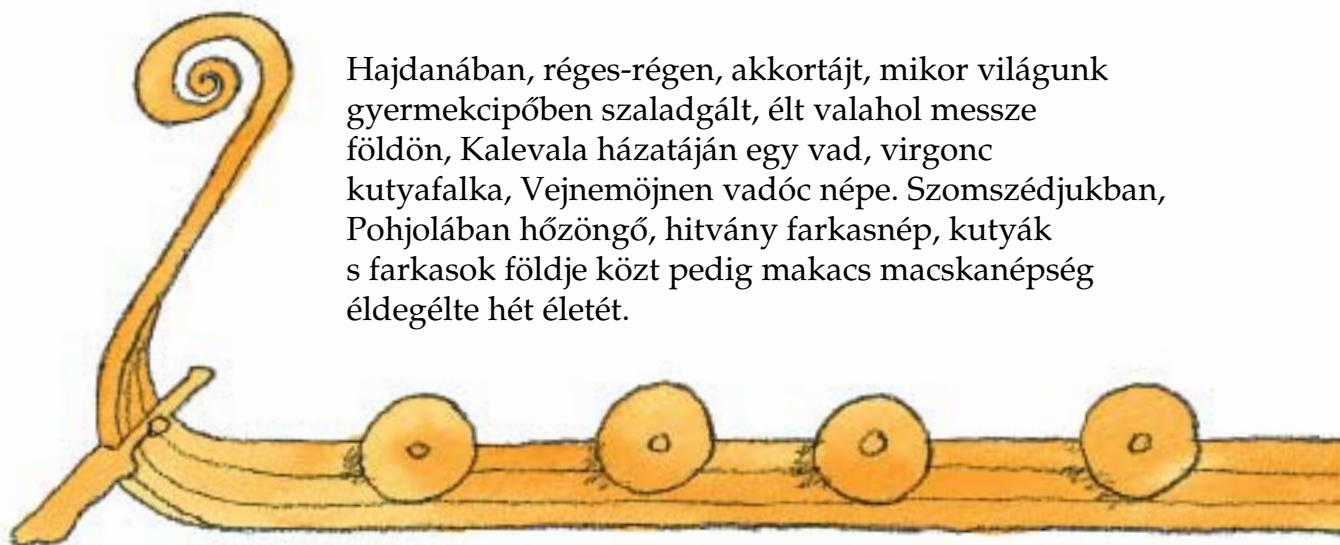 Hajdanában, réges-régen, akkortájt, mikor világunk
gyermekcipőben szaladgált, élt valahol messze
földön, Kalevala házatáján egy vad, virgonc
kutyafalka, Vejnemöjnen vadóc népe. Szomszédjukban,
Pohjolában hőzöngő, hitvány farkasnép, kutyák
s farkasok földje közt pedig makacs macskanépség
éldegélte hét életét.